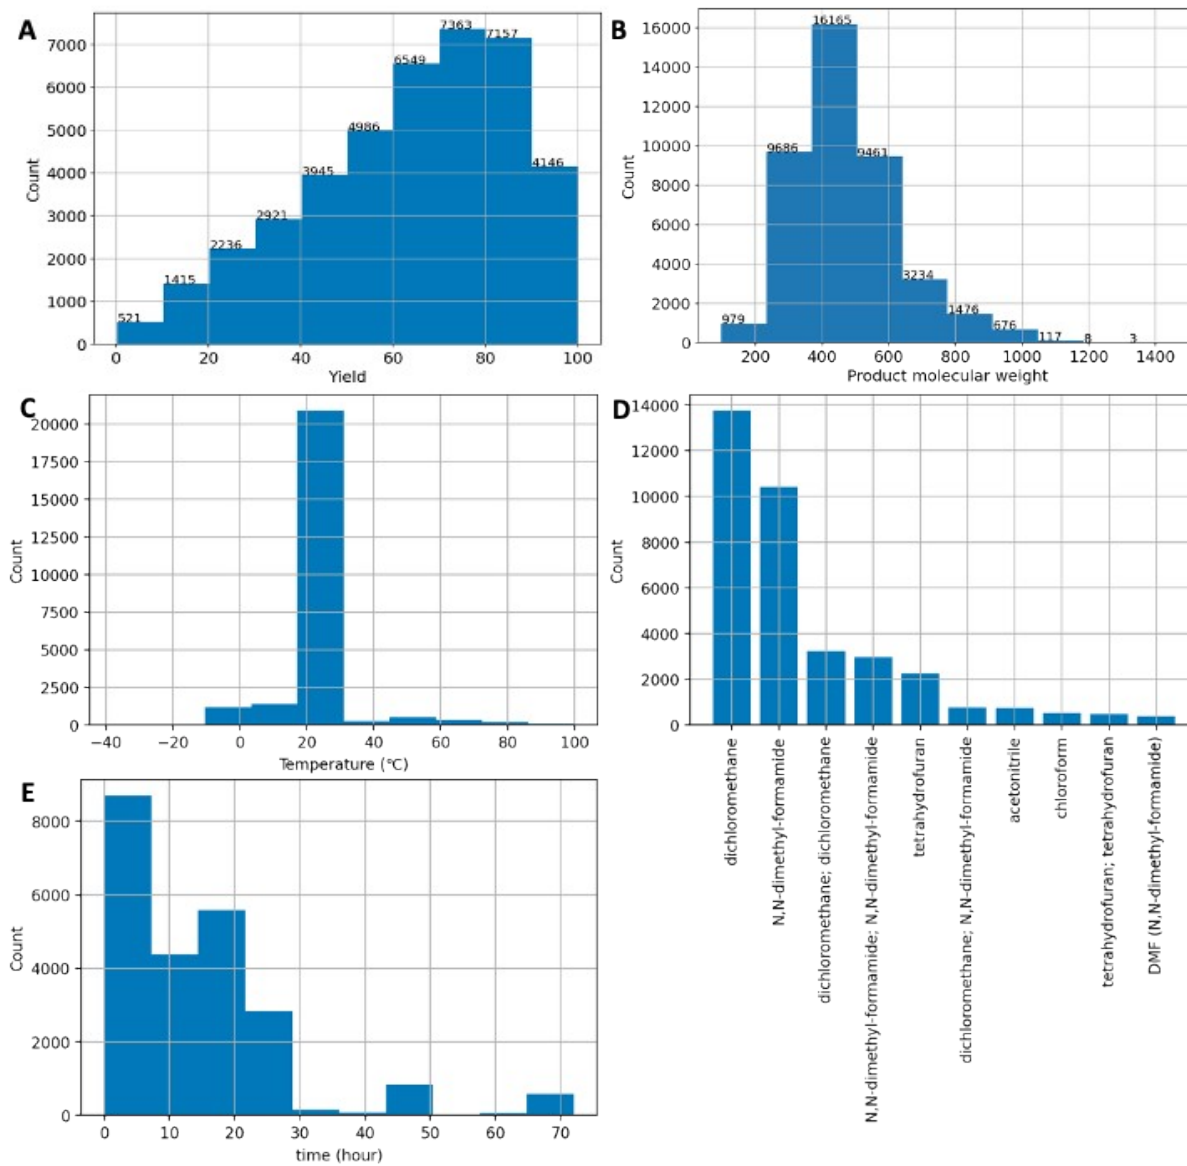 A
7000
6000
5000
4000
3000
2000
1000
0
Count
521
1415
2236
2921
3945
4986
6549
7363
7157
4146
0 20 40 60 80 100
Yield
B
16000
14000
12000
10000
8000
6000
4000
2000
0
Count
979
9686
16165
9461
3234
1476
676
117
8
3
200 400 600 800 1000 1200 1400
Product molecular weight
C
20000
17500
15000
12500
10000
7500
5000
2500
0
Count
−40 −20 0 20 40 60 80 100
Temperature (℃)
D
14000
12000
10000
8000
6000
4000
2000
0
Count
dichloromethane
N,N-dimethyl-formamide
dichloromethane; dichloromethane
N,N-dimethyl-formamide; N,N-dimethyl-formamide
tetrahydrofuran
dichloromethane; N,N-dimethyl-formamide
acetonitrile
chloroform
tetrahydrofuran; tetrahydrofuran
DMF (N,N-dimethyl-formamide)
E
8000
6000
4000
2000
0
Count
0 10 20 30 40 50 60 70
time (hour)